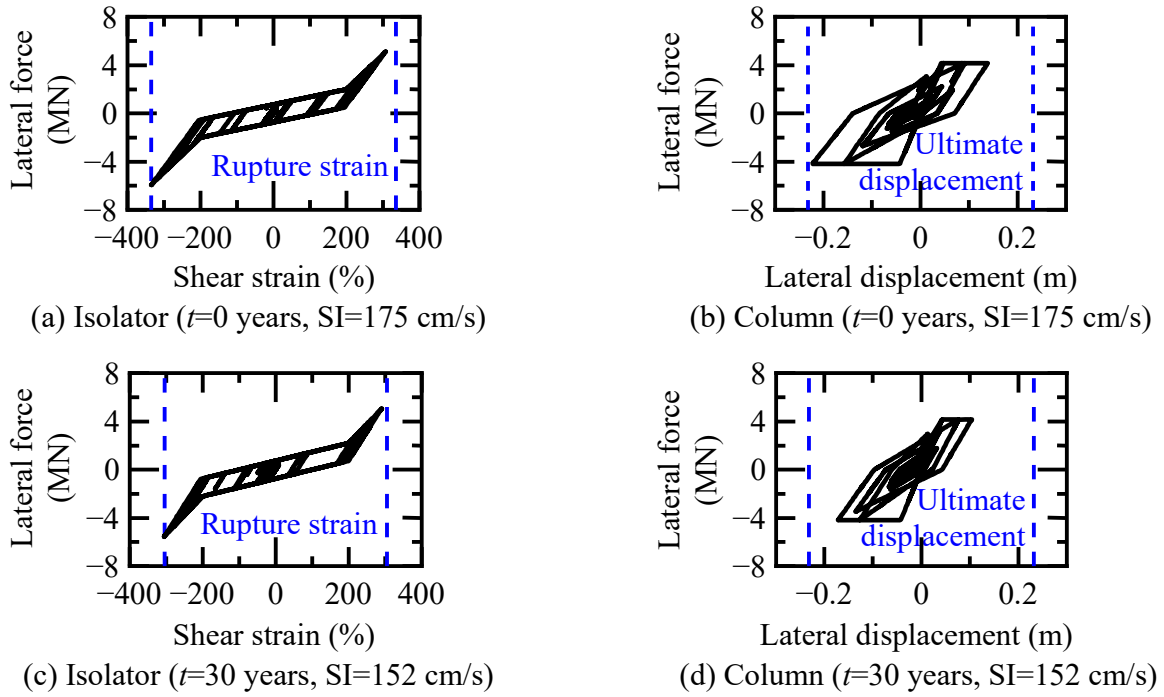 8
4
0
−4
−8
Lateral force
(MN)
Rupture strain
−400 −200 0 200 400
Shear strain (%)
(a) Isolator (t=0 years, SI=175 cm/s)
8
4
0
−4
−8
Lateral force
(MN)
Ultimate
displacement
−0.2 0 0.2
Lateral displacement (m)
(b) Column (t=0 years, SI=175 cm/s)
8
4
0
−4
−8
Lateral force
(MN)
Rupture strain
−400 −200 0 200 400
Shear strain (%)
(c) Isolator (t=30 years, SI=152 cm/s)
8
4
0
−4
−8
Lateral force
(MN)
Ultimate
displacement
−0.2 0 0.2
Lateral displacement (m)
(d) Column (t=30 years, SI=152 cm/s)